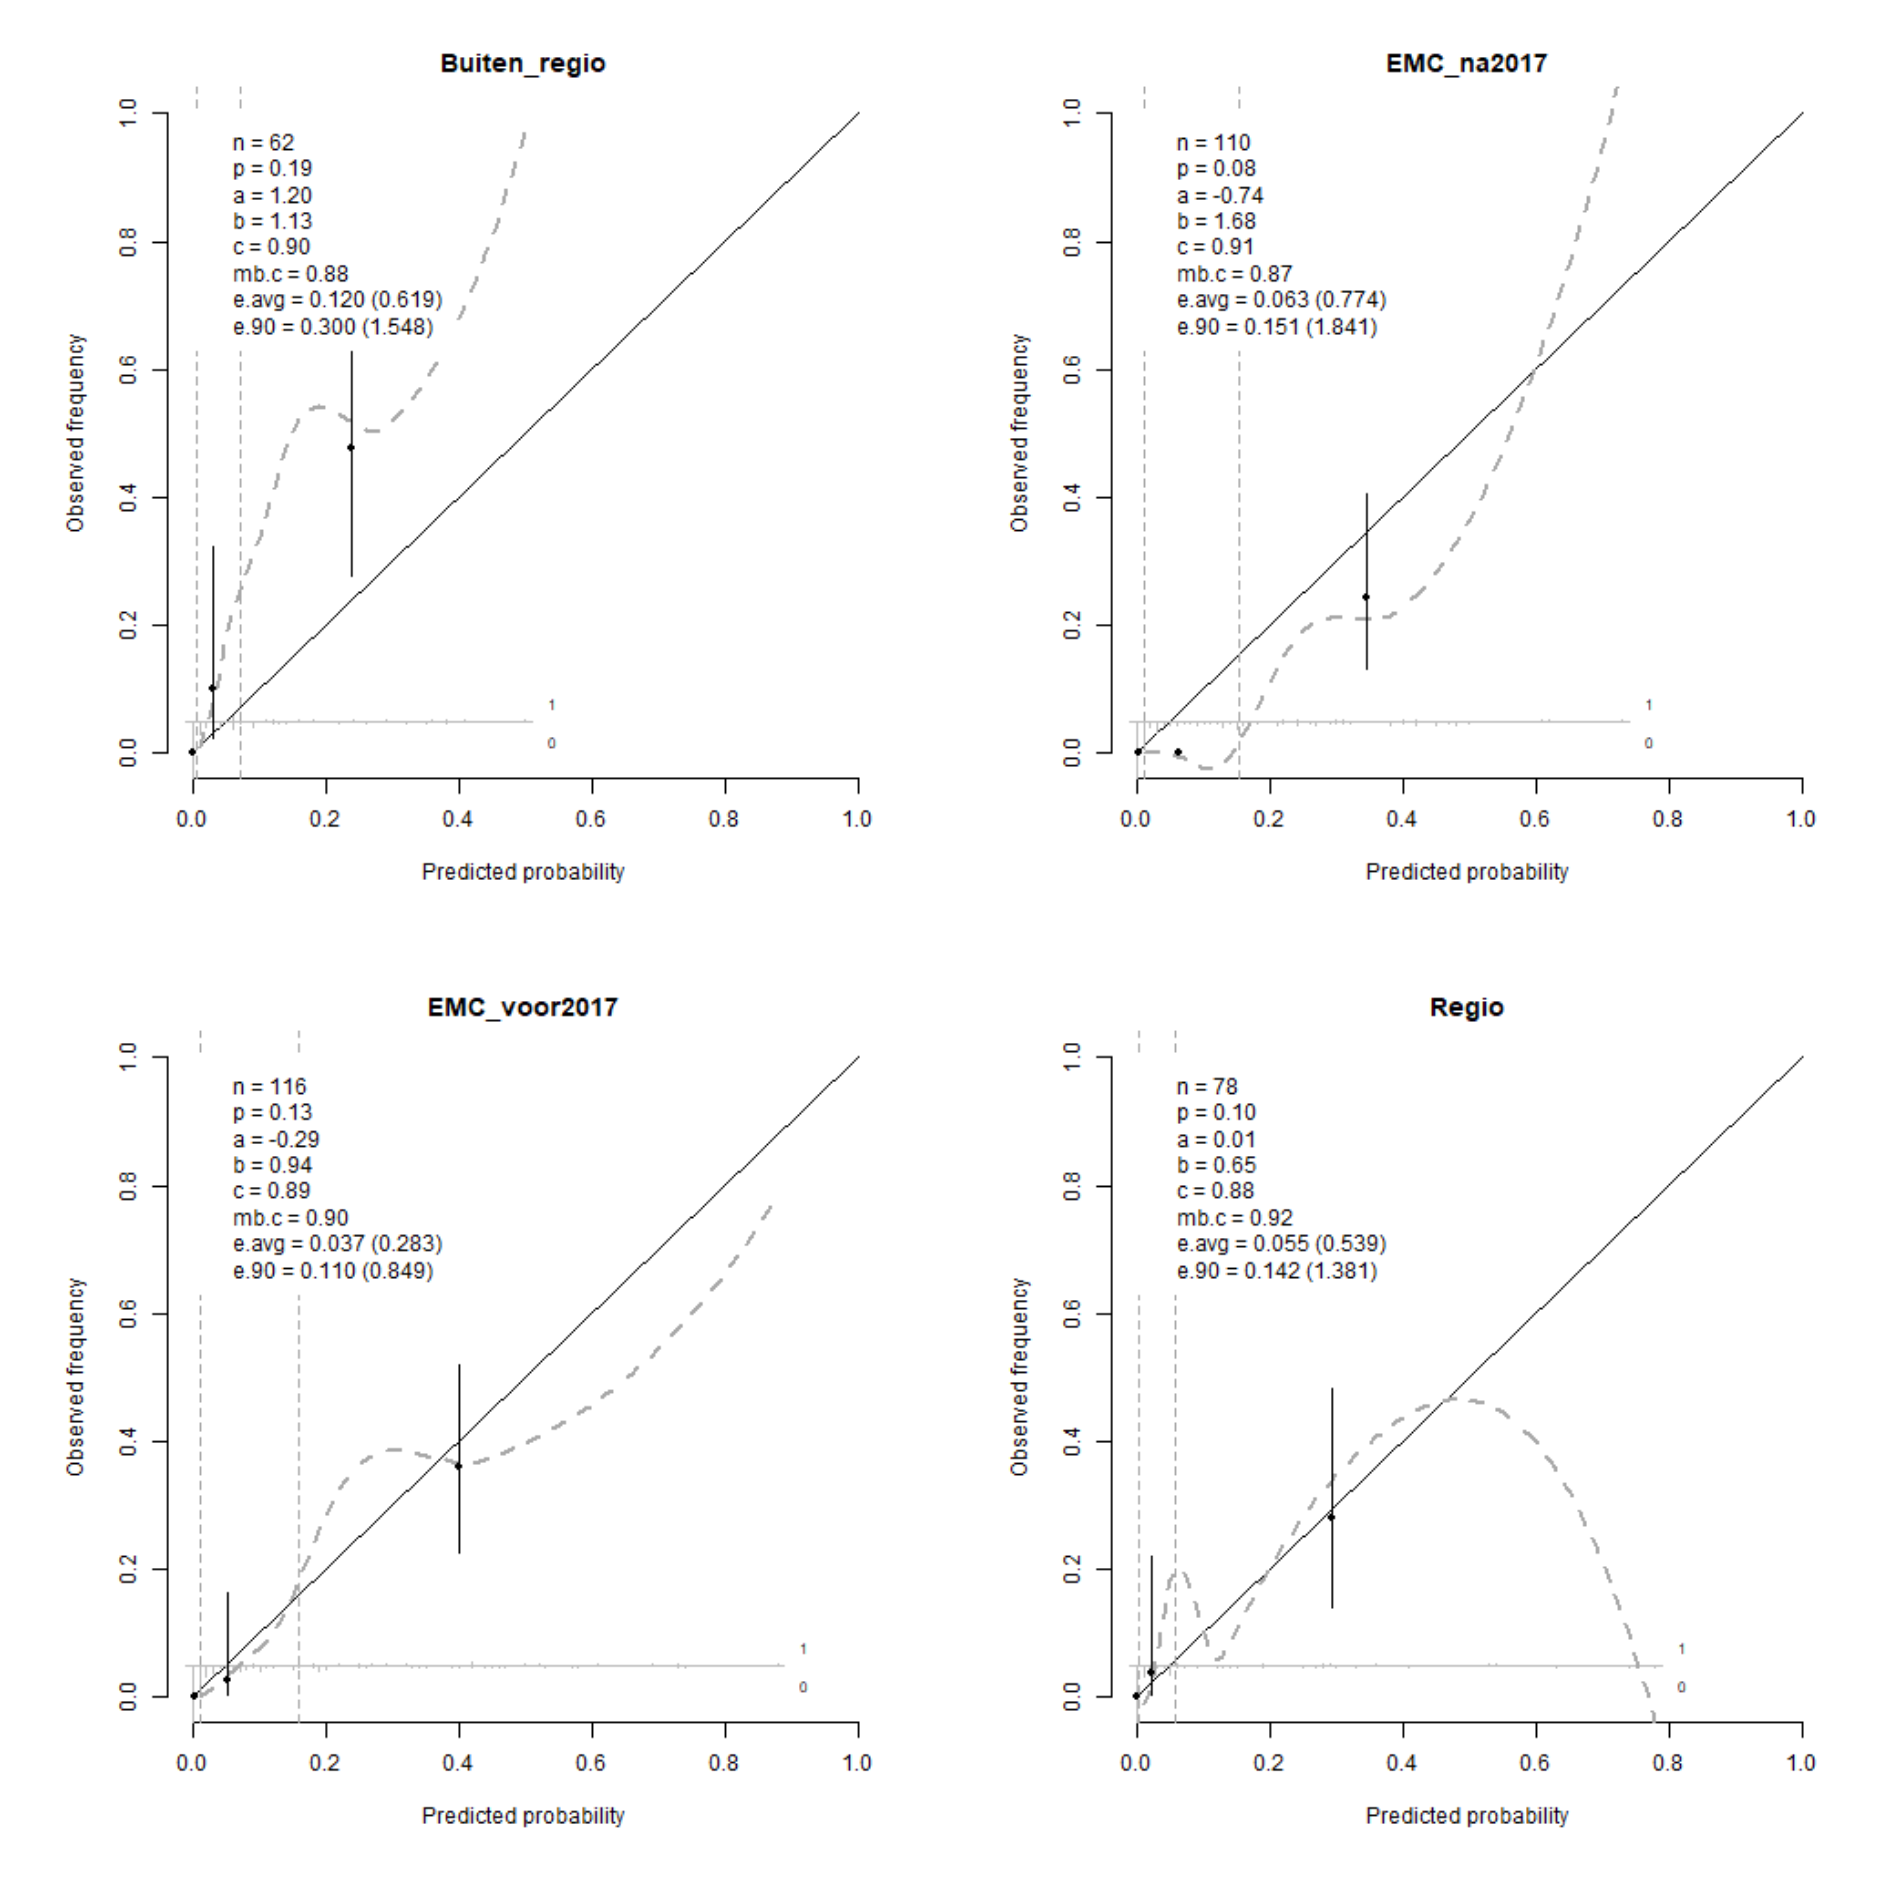 Buiten_regio
n = 62
p = 0.19
a = 1.20
b = 1.13
c = 0.90
mb.c = 0.88
e.avg = 0.120 (0.619)
e.90 = 0.300 (1.548)
1.0
0.8
0.6
0.4
0.2
0.0
Observed frequency
1
0
0.0 0.2 0.4 0.6 0.8 1.0
Predicted probability
EMC_na2017
n = 110
p = 0.08
a = -0.74
b = 1.68
c = 0.91
mb.c = 0.87
e.avg = 0.063 (0.774)
e.90 = 0.151 (1.841)
1.0
0.8
0.6
0.4
0.2
0.0
Observed frequency
1
0
0.0 0.2 0.4 0.6 0.8 1.0
Predicted probability
EMC_voor2017
n = 116
p = 0.13
a = -0.29
b = 0.94
c = 0.89
mb.c = 0.90
e.avg = 0.037 (0.283)
e.90 = 0.110 (0.849)
1.0
0.8
0.6
0.4
0.2
0.0
Observed frequency
1
0
0.0 0.2 0.4 0.6 0.8 1.0
Predicted probability
Regio
n = 78
p = 0.10
a = 0.01
b = 0.65
c = 0.88
mb.c = 0.92
e.avg = 0.055 (0.539)
e.90 = 0.142 (1.381)
1.0
0.8
0.6
0.4
0.2
0.0
Observed frequency
1
0
0.0 0.2 0.4 0.6 0.8 1.0
Predicted probability